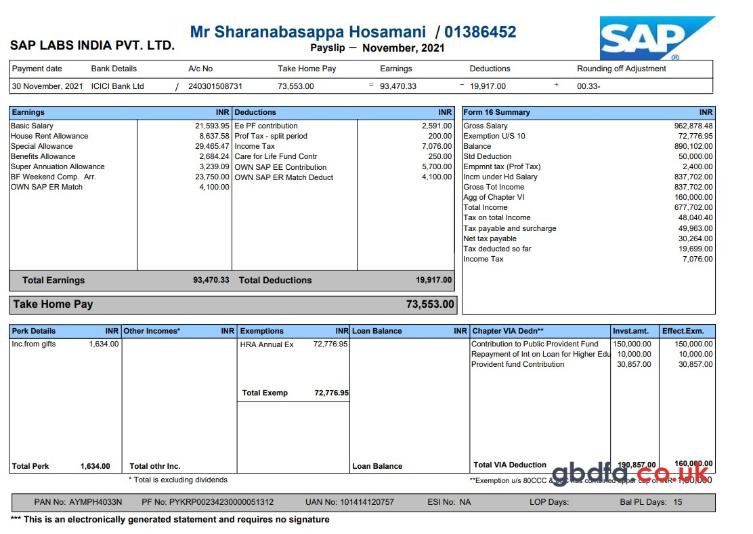 Mr Sharanabasappa Hosamani / 01386452
SAP LABS INDIA PVT. LTD.
Payslip — November, 2021
SAP
®
Payment date Bank Details A/c No Take Home Pay Earnings Deductions Rounding off Adjustment
30 November, 2021 ICICI Bank Ltd / 240301508731 73,553.00 = 93,470.33 − 19,917.00 + 00.33-
Earnings INR Deductions INR Form 16 Summary INR
Basic Salary 21,593.95 Ee PF contribution 2,591.00 Gross Salary 962,878.48
House Rent Allowance 8,637.58 Prof Tax - split period 200.00 Exemption U/S 10 72,776.95
Special Allowance 29,465.47 Income Tax 7,076.00 Balance 890,102.00
Benefits Allowance 2,684.24 Care for Life Fund Contr 250.00 Std Deduction 50,000.00
Super Annuation Allowance 3,239.09 OWN SAP EE Contribution 5,700.00 Empmnt tax (Prof Tax) 2,400.00
BF Weekend Comp. Arr. 23,750.00 OWN SAP ER Match Deduct 4,100.00 Incm under Hd Salary 837,702.00
OWN SAP ER Match 4,100.00 Gross Tot Income 837,702.00
Agg of Chapter VI 160,000.00
Total Income 677,702.00
Tax on total Income 48,040.40
Tax payable and surcharge 49,963.00
Net tax payable 30,264.00
Tax deducted so far 19,699.00
Income Tax 7,076.00
Total Earnings 93,470.33 Total Deductions 19,917.00
Take Home Pay 73,553.00
Perk Details INR Other Incomes* INR Exemptions INR Loan Balance INR Chapter VIA Dedn** Invst.amt. Effect.Exm.
Inc.from gifts 1,634.00 HRA Annual Ex 72,776.95 Contribution to Public Provident Fund 150,000.00 150,000.00
Repayment of Int on Loan for Higher Edu 10,000.00 10,000.00
Provident fund Contribution 30,857.00 30,857.00
Total Exemp 72,776.95
Total Perk 1,634.00 Total othr Inc. Loan Balance Total VIA Deduction 190,857.00 160,000.00
gbdfa.co.uk
* Total is excluding dividends **Exemption u/s 80CCC &
PAN No: AYMPH4033N PF No: PYKRP00234230000051312 UAN No: 101414120757 ESI No: NA LOP Days: Bal PL Days: 15
*** This is an electronically generated statement and requires no signature